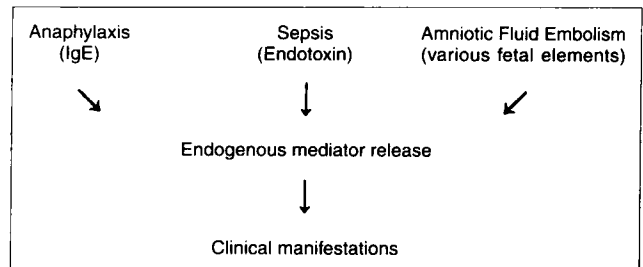 Anaphylaxis
(IgE)
Sepsis
(Endotoxin)
Amniotic Fluid Embolism
(various fetal elements)
Endogenous mediator release
Clinical manifestations